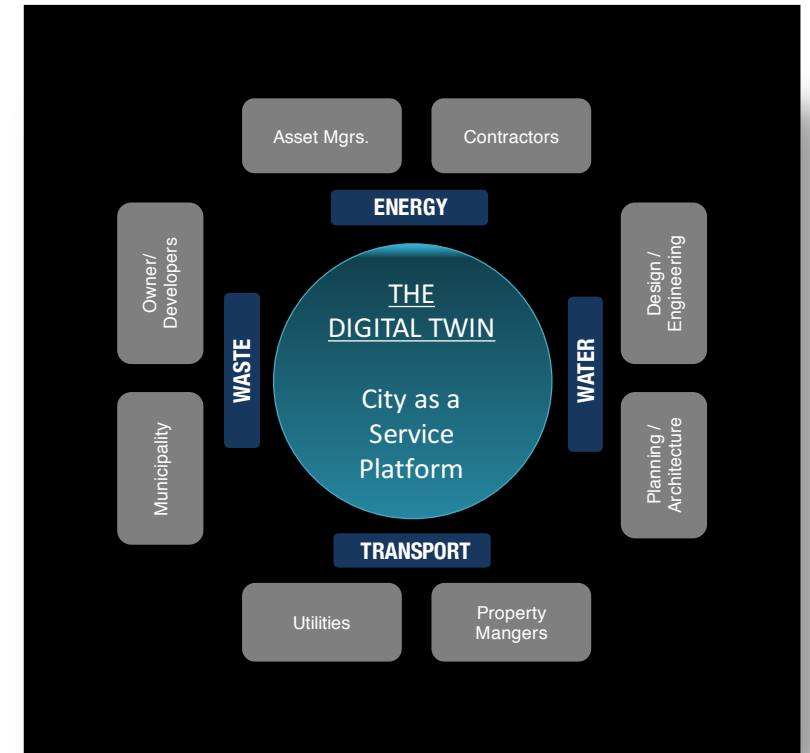 Asset Mgrs.
Contractors
ENERGY
Owner/
Developers
Design /
Engineering
THE
DIGITAL TWIN
City as a
Service
Platform
WASTE
WATER
Municipality
Planning /
Architecture
TRANSPORT
Utilities
Property
Mangers